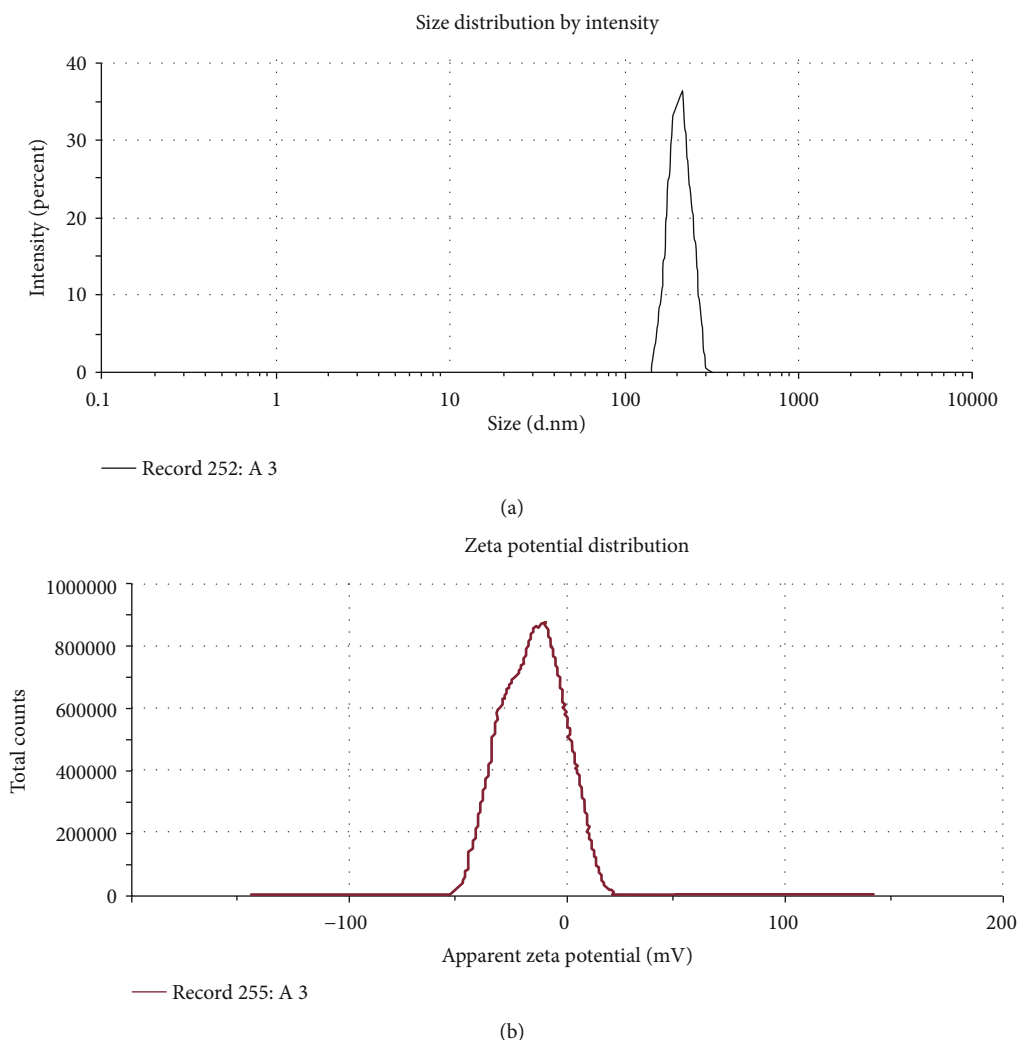 Size distribution by intensity
40
30
20
10
0
Intensity (percent)
0.1 1 10 100 1000 10000
Size (d.nm)
Record 252: A 3
(a)
Zeta potential distribution
1000000
800000
600000
400000
200000
0
Total counts
−100 0 100 200
Apparent zeta potential (mV)
Record 255: A 3
(b)